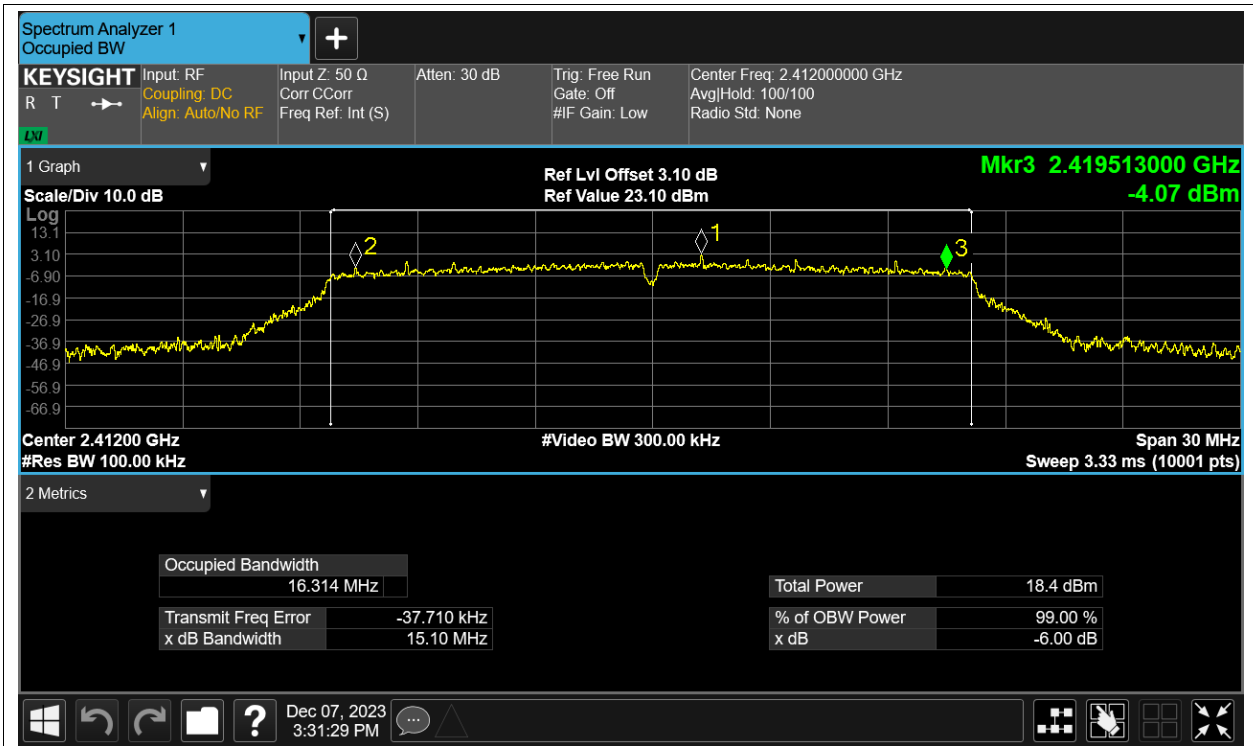 Spectrum Analyzer 1
Occupied BW
KEYSIGHT
R T
LXI
Input: RF
Coupling: DC
Align: Auto/No RF
Input Z: 50 Ω
Corr CCorr
Freq Ref: Int (S)
Atten: 30 dB
Trig: Free Run
Gate: Off
#IF Gain: Low
Center Freq: 2.412000000 GHz
Avg|Hold: 100/100
Radio Std: None
1 Graph
Scale/Div 10.0 dB
Ref Lvl Offset 3.10 dB
Ref Value 23.10 dBm
Mkr3 2.419513000 GHz
-4.07 dBm
Log
13.1
3.10
-6.90
-16.9
-26.9
-36.9
-46.9
-56.9
-66.9
2
1
3
Center 2.41200 GHz
#Video BW 300.00 kHz
Span 30 MHz
#Res BW 100.00 kHz
Sweep 3.33 ms (10001 pts)
2 Metrics
Occupied Bandwidth
16.314 MHz
Total Power 18.4 dBm
Transmit Freq Error -37.710 kHz
% of OBW Power 99.00 %
x dB Bandwidth 15.10 MHz
x dB -6.00 dB
?
Dec 07, 2023
3:31:29 PM